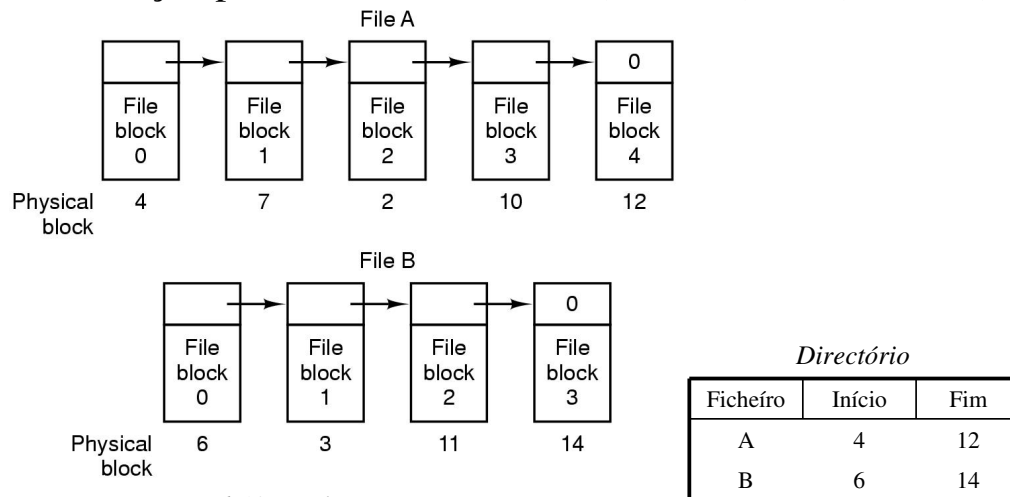 File A
0
File File File File File
block block block block block
0 1 2 3 4
Physical block 4 7 2 10 12
File B
0
File File File File
block block block block
0 1 2 3
Physical block 6 3 11 14
Directório
Ficheíro Início Fim
A 4 12
B 6 14